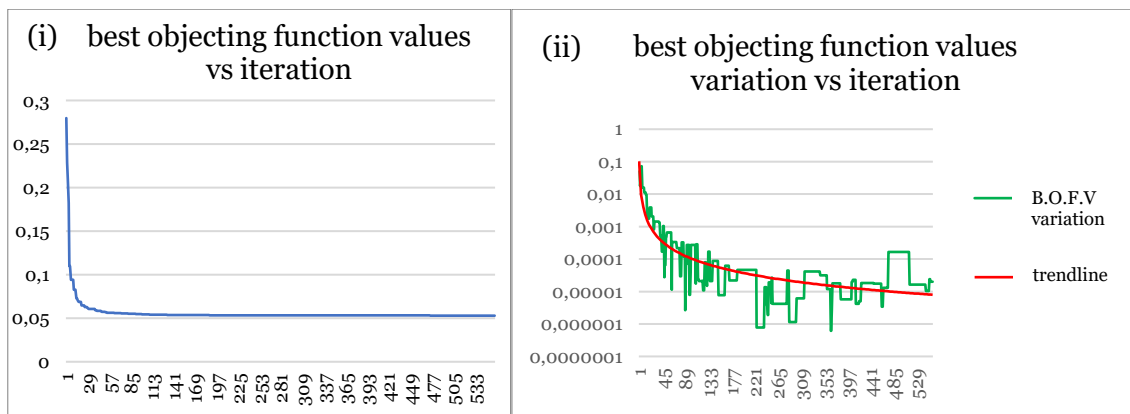 (i) best objecting function values
vs iteration
0,3
0,25
0,2
0,15
0,1
0,05
0
1 29 57 85 113 141 169 197 225 253 281 309 337 365 393 421 449 477 505 533
(ii) best objecting function values
variation vs iteration
1
0,1
0,01
0,001
0,0001
0,00001
0,000001
0,0000001
1 45 89 133 177 221 265 309 353 397 441 485 529
B.O.F.V
variation
trendline